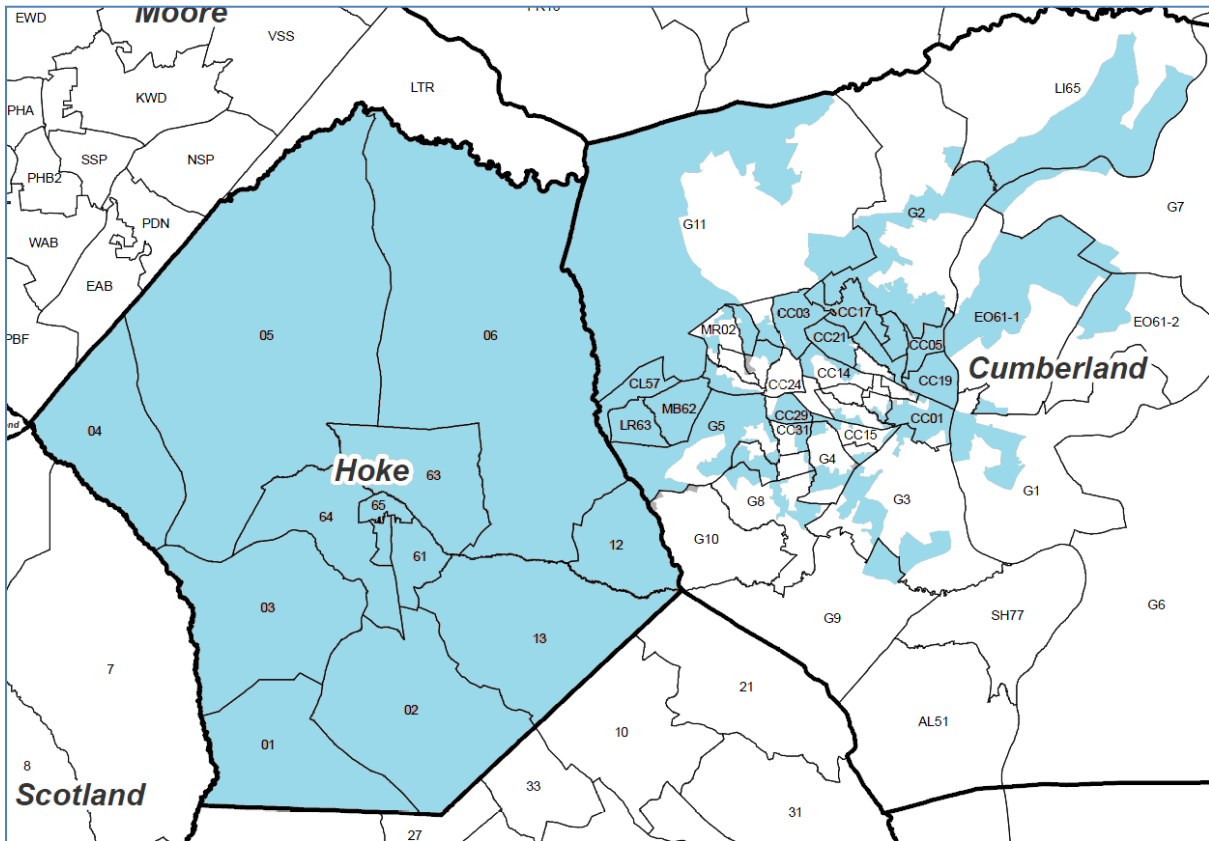 EWD
Moore
VSS
KWD
LTR
PHA
SSP
NSP
PHB2
PDN
WAB
EAB
PBF
LI65
G2
G7
G11
05
06
MR02
CC03
CC17
CC21
CC05
EO61-1
EO61-2
CC14
CC24
CC19
Cumberland
CL57
MB62
LR63
G5
CC29
CC31
CC15
CC01
04
Hoke
63
G4
64
65
G8
G3
G1
G10
12
61
03
13
G9
SH77
G6
7
02
21
01
10
AL51
8
Scotland
33
31
27